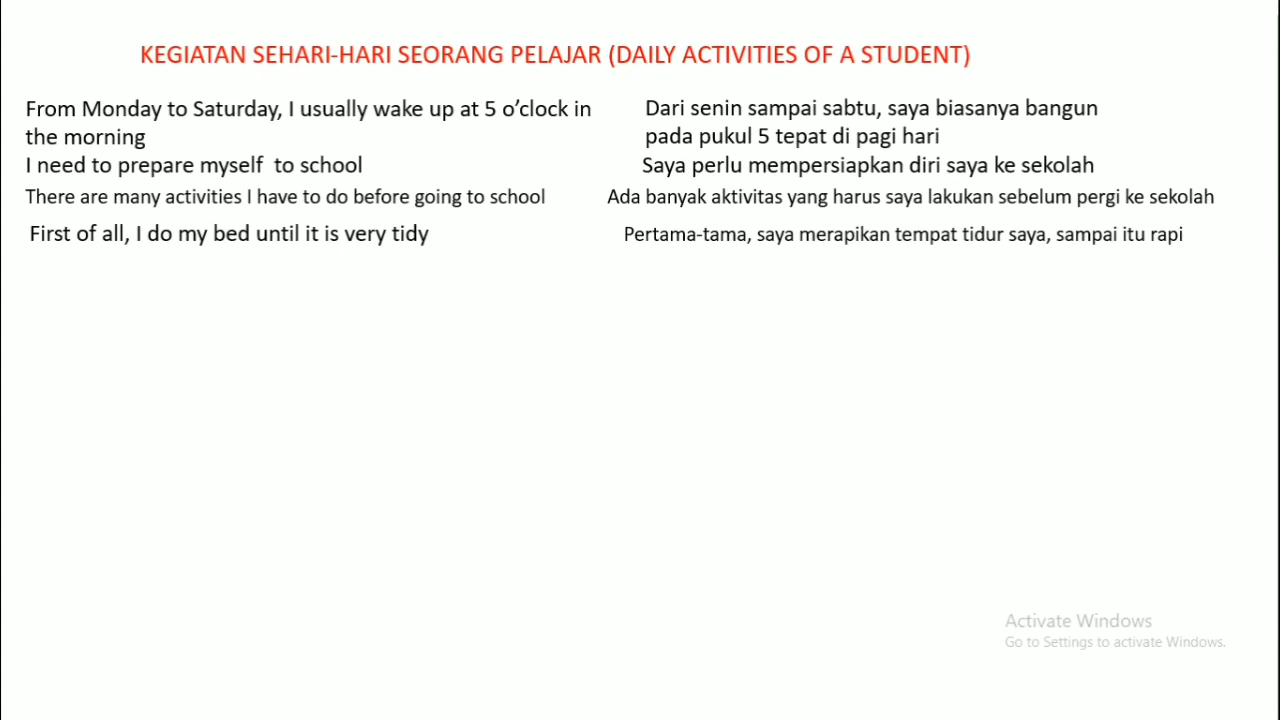 KEGIATAN SEHARI-HARI SEORANG PELAJAR (DAILY ACTIVITIES OF A STUDENT)
From Monday to Saturday, I usually wake up at 5 o’clock in
the morning
I need to prepare myself  to school
There are many activities I have to do before going to school
First of all, I do my bed until it is very tidy
Dari senin sampai sabtu, saya biasanya bangun
pada pukul 5 tepat di pagi hari
Saya perlu mempersiapkan diri saya ke sekolah
Ada banyak aktivitas yang harus saya lakukan sebelum pergi ke sekolah
Pertama-tama, saya merapikan tempat tidur saya, sampai itu rapi
Activate Windows
Go to Settings to activate Windows.